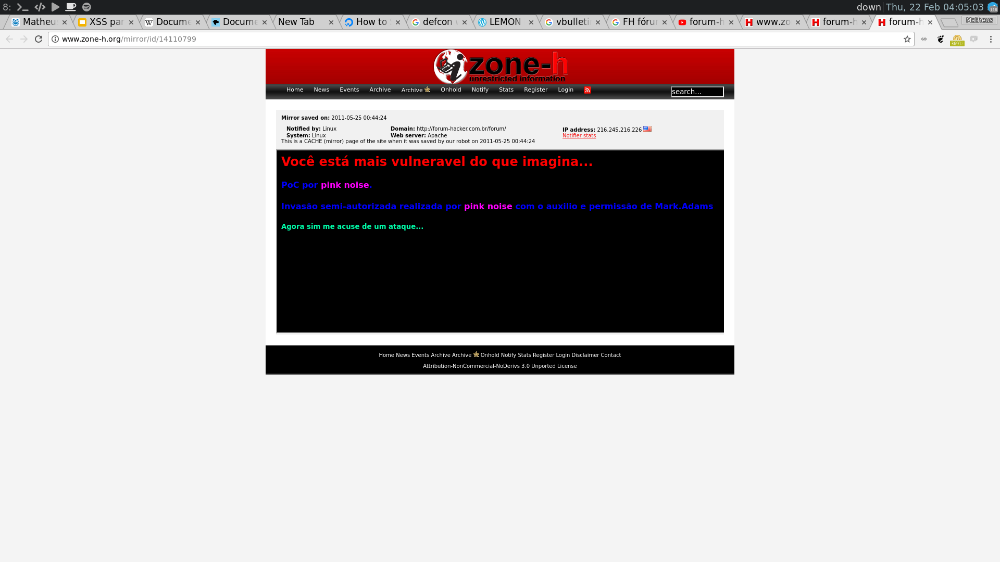 8:
down Thu, 22 Feb 04:05:03
118
Matheu
XSS par
Docume
Docume
New Tab
How to
defcon
LEMON
vbulleti
FH fóru
forum-h
www.zo
forum-h
forum-h
Matheus
www.zone-h.org/mirror/id/14110799
3691
zone-h
unrestricted information
Home News Events Archive Archive Onhold Notify Stats Register Login
search...
Mirror saved on: 2011-05-25 00:44:24
Notified by: Linux Domain: http://forum-hacker.com.br/forum/ IP address: 216.245.216.226
System: Linux Web server: Apache Notifier stats
This is a CACHE (mirror) page of the site when it was saved by our robot on 2011-05-25 00:44:24
Você está mais vulneravel do que imagina...
PoC por pink noise.
Invasão semi-autorizada realizada por pink noise com o auxilio e permissão de Mark.Adams
Agora sim me acuse de um ataque...
Home News Events Archive Archive Onhold Notify Stats Register Login Disclaimer Contact
Attribution-NonCommercial-NoDerivs 3.0 Unported License